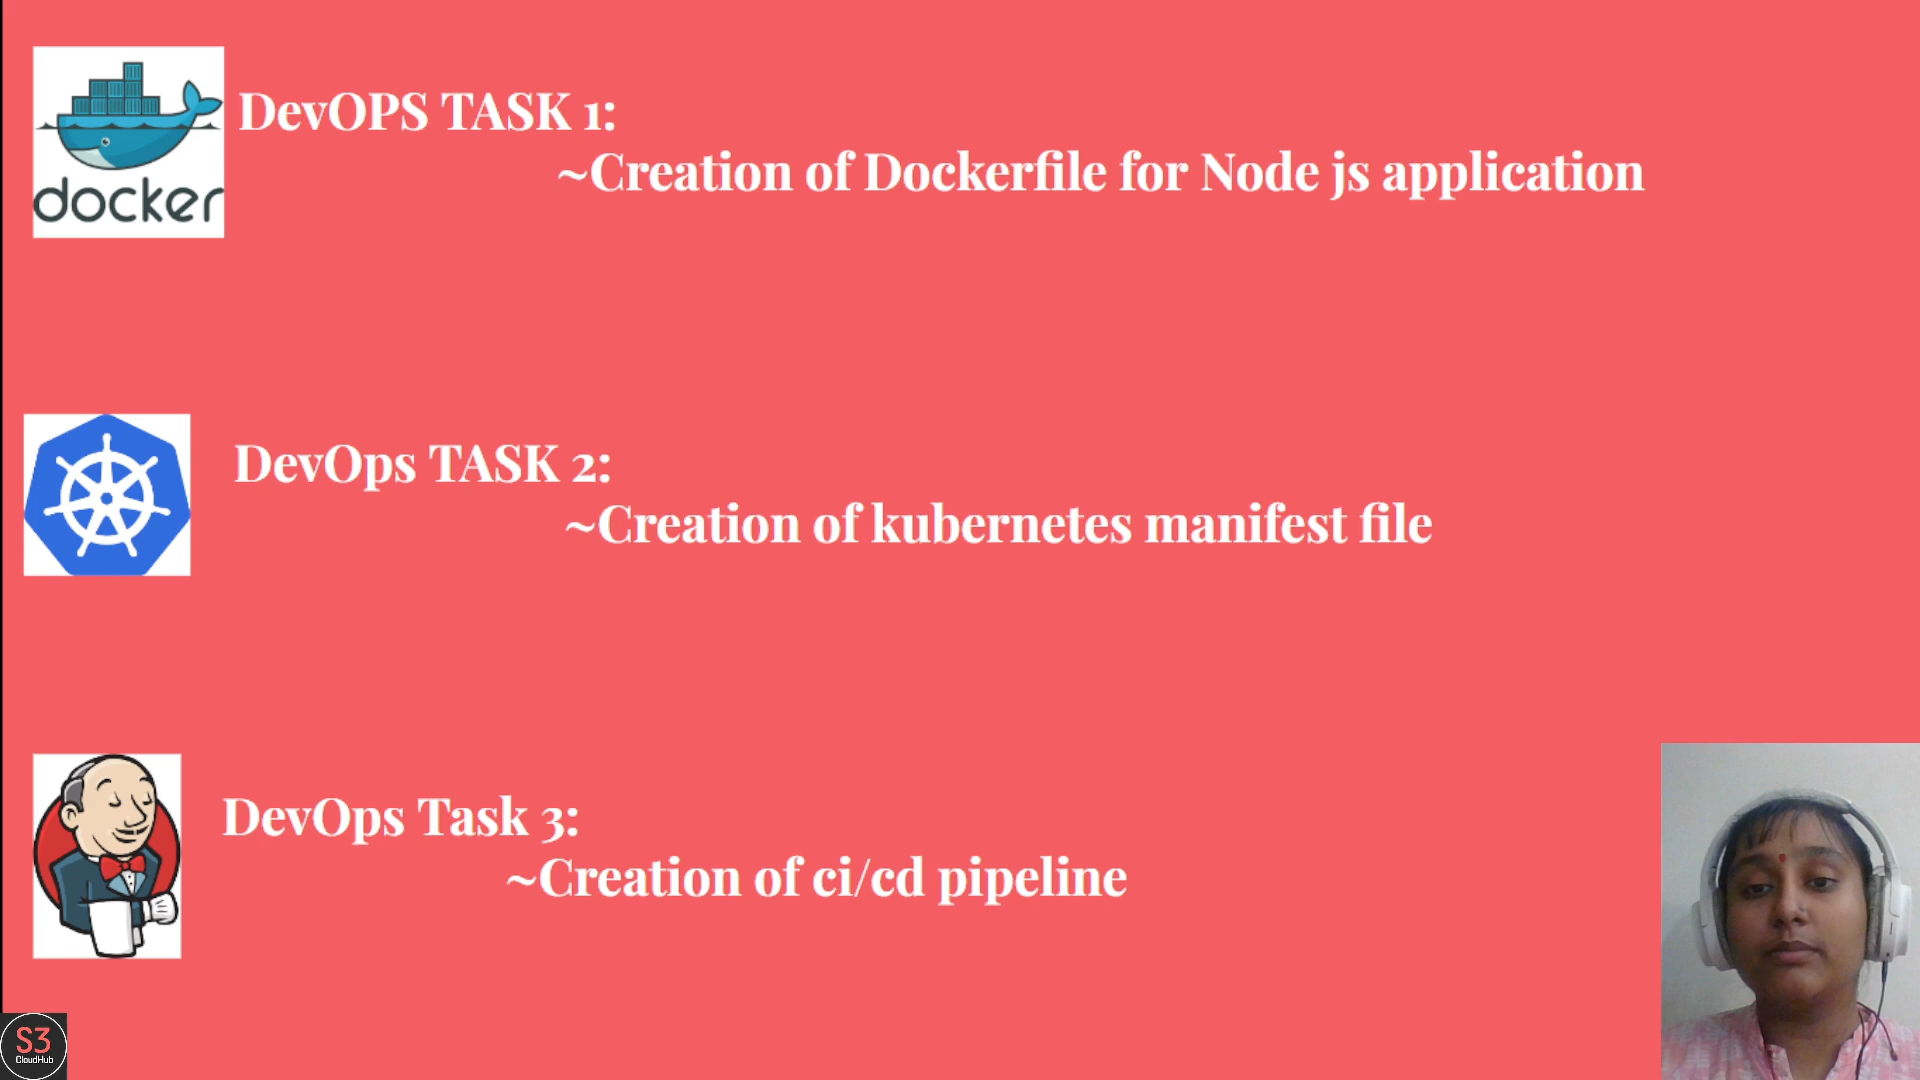 docker
DevOPS TASK 1:
~Creation of Dockerfile for Node js application
DevOps TASK 2:
~Creation of kubernetes manifest file
DevOps Task 3:
~Creation of ci/cd pipeline
S3
CloudHub